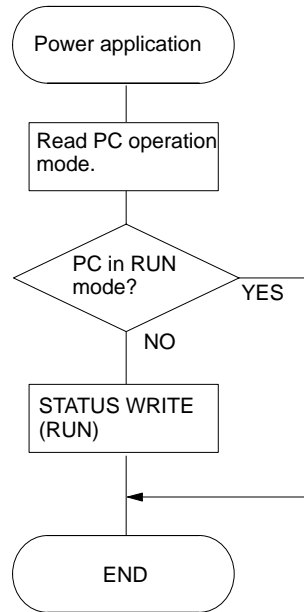 Power application
Read PC operation
mode.
PC in RUN
mode?
YES
NO
STATUS WRITE
(RUN)
END